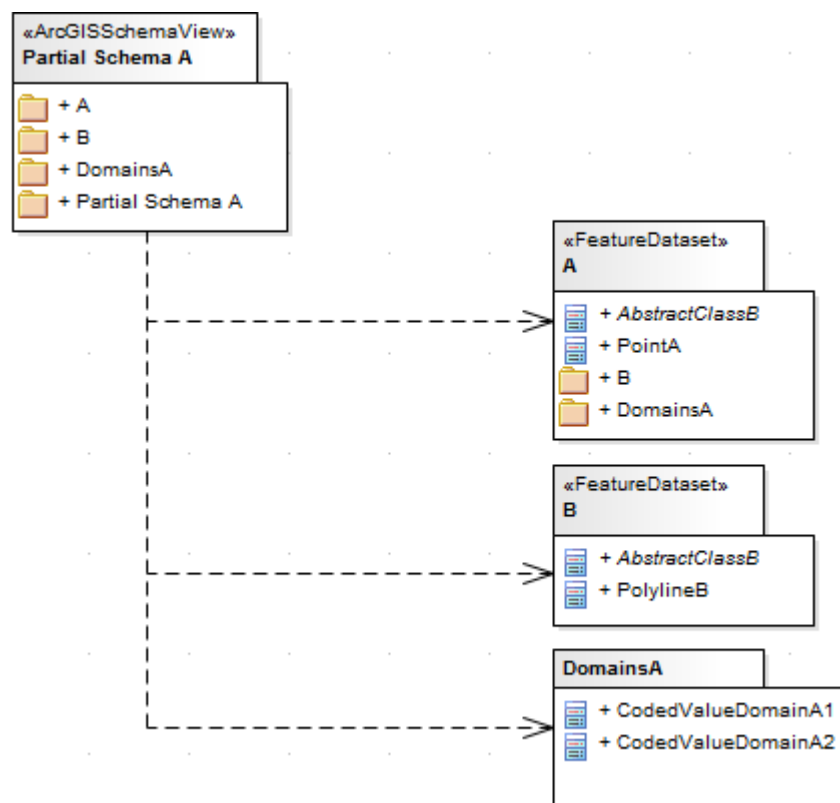 «ArcGISSchemaView»
Partial Schema A
+ A
+ B
+ DomainsA
+ Partial Schema A
«FeatureDataset»
A
+ AbstractClassB
+ PointA
+ B
+ DomainsA
«FeatureDataset»
B
+ AbstractClassB
+ PolylineB
DomainsA
+ CodedValueDomainA1
+ CodedValueDomainA2